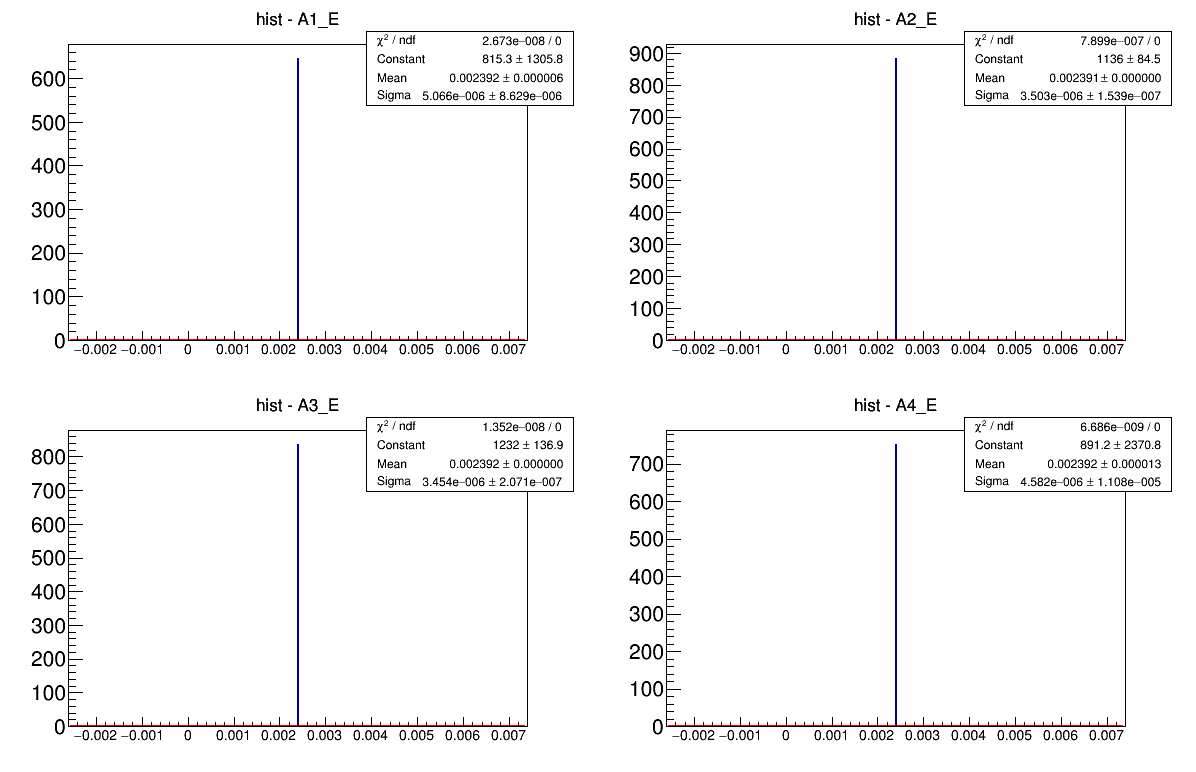 hist - A1_E
χ² / ndf 2.673e−008 / 0
Constant 815.3 ± 1305.8
Mean 0.002392 ± 0.000006
Sigma 5.066e−006 ± 8.629e−006
600
500
400
300
200
100
0
−0.002 −0.001 0 0.001 0.002 0.003 0.004 0.005 0.006 0.007
hist - A2_E
χ² / ndf 7.899e−007 / 0
Constant 1136 ± 84.5
Mean 0.002391 ± 0.000000
Sigma 3.503e−006 ± 1.539e−007
900
800
700
600
500
400
300
200
100
0
−0.002 −0.001 0 0.001 0.002 0.003 0.004 0.005 0.006 0.007
hist - A3_E
χ² / ndf 1.352e−008 / 0
Constant 1232 ± 136.9
Mean 0.002392 ± 0.000000
Sigma 3.454e−006 ± 2.071e−007
800
700
600
500
400
300
200
100
0
−0.002 −0.001 0 0.001 0.002 0.003 0.004 0.005 0.006 0.007
hist - A4_E
χ² / ndf 6.686e−009 / 0
Constant 891.2 ± 2370.8
Mean 0.002392 ± 0.000013
Sigma 4.582e−006 ± 1.108e−005
700
600
500
400
300
200
100
0
−0.002 −0.001 0 0.001 0.002 0.003 0.004 0.005 0.006 0.007